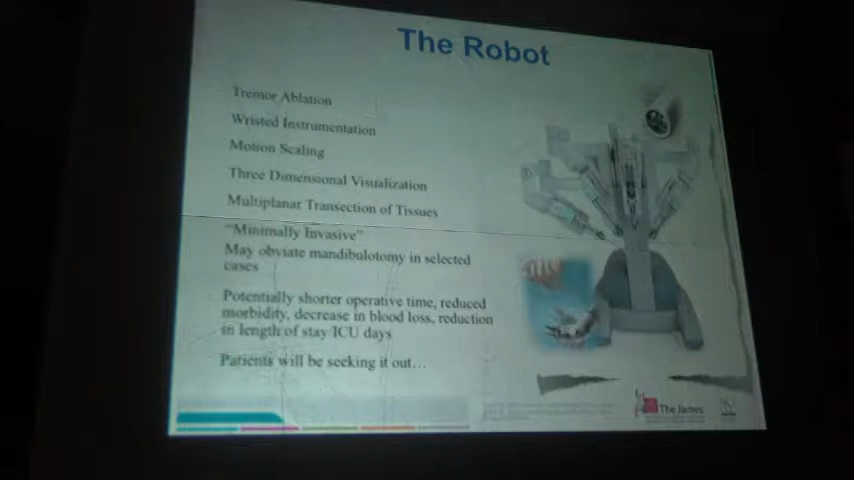 The Robot
Tremor Ablation
Wristed Instrumentation
Motion Scaling
Three Dimensional Visualization
Multiplanar Transection of Tissues
“Minimally Invasive”
May obviate mandibulotomy in selected
cases
Potentially shorter operative time, reduced
morbidity, decrease in blood loss, reduction
in length of stay/ICU days
Patients will be seeking it out…
The James